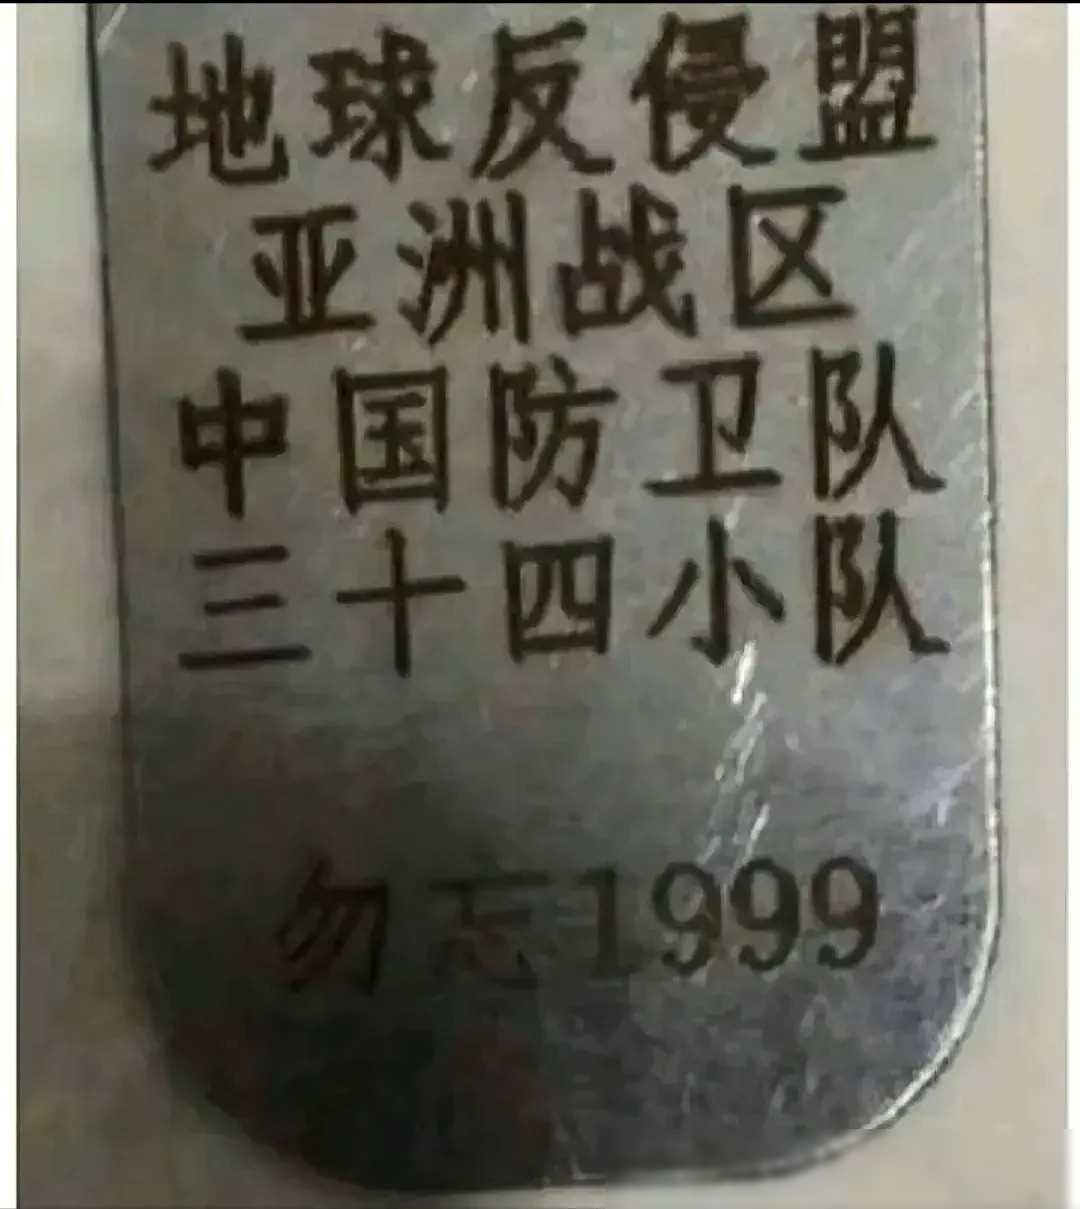 地球反侵盟
亚洲战区
中国防卫队
三十四小队
勿忘1999